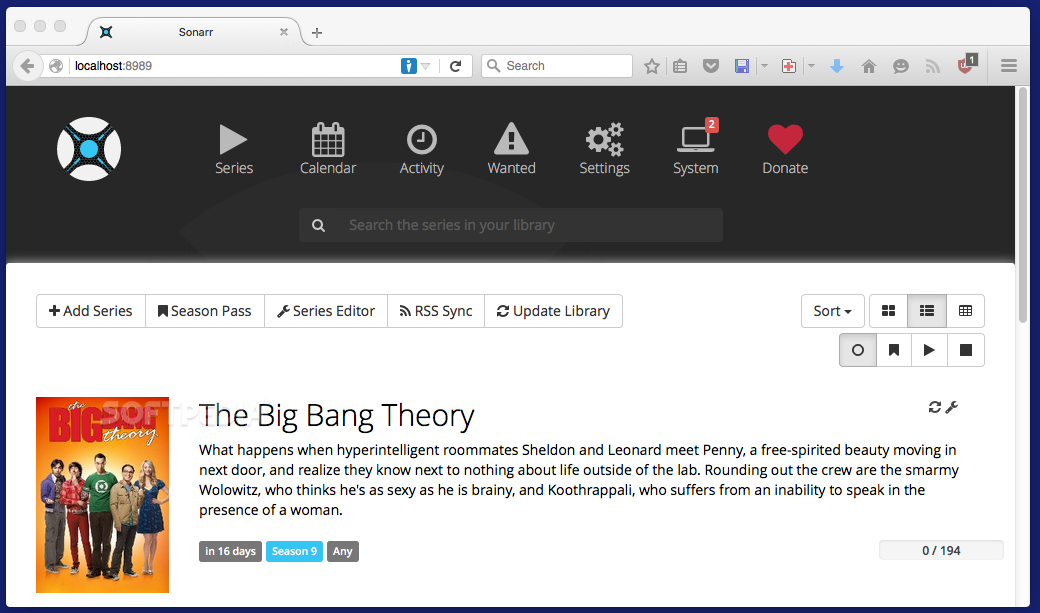 Sonarr
localhost:8989
Search
1
Series
Calendar
Activity
Wanted
Settings
2
System
Donate
Search the series in your library
Add Series
Season Pass
Series Editor
RSS Sync
Update Library
Sort
the
BIG BANG
theory
SOFTPEDIA
The Big Bang Theory
What happens when hyperintelligent roommates Sheldon and Leonard meet Penny, a free-spirited beauty moving in
next door, and realize they know next to nothing about life outside of the lab. Rounding out the crew are the smarmy
Wolowitz, who thinks he's as sexy as he is brainy, and Koothrappali, who suffers from an inability to speak in the
presence of a woman.
in 16 days
Season 9
Any
0 / 194